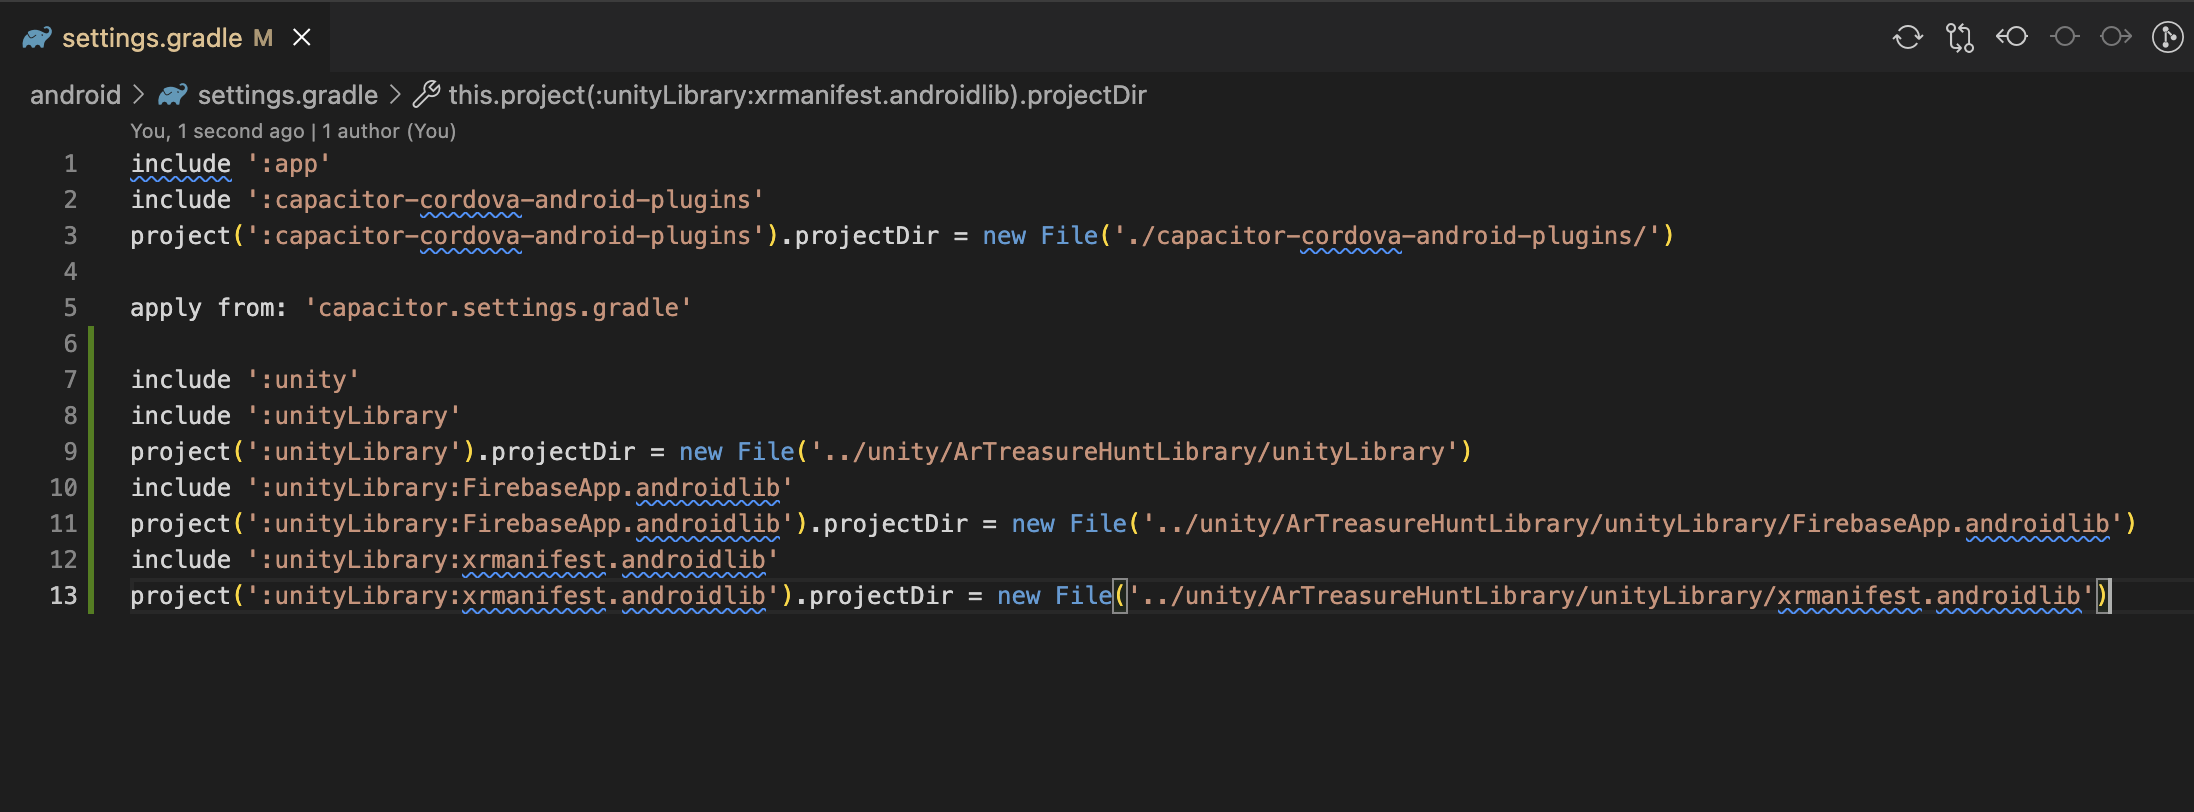 settings.gradle M
android > settings.gradle > this.project(:unityLibrary:xrmanifest.androidlib).projectDir
You, 1 second ago | 1 author (You)
1 include ':app'
2 include ':capacitor-cordova-android-plugins'
3 project(':capacitor-cordova-android-plugins').projectDir = new File('./capacitor-cordova-android-plugins/')
4
5 apply from: 'capacitor.settings.gradle'
6
7 include ':unity'
8 include ':unityLibrary'
9 project(':unityLibrary').projectDir = new File('../unity/ArTreasureHuntLibrary/unityLibrary')
10 include ':unityLibrary:FirebaseApp.androidlib'
11 project(':unityLibrary:FirebaseApp.androidlib').projectDir = new File('../unity/ArTreasureHuntLibrary/unityLibrary/FirebaseApp.androidlib')
12 include ':unityLibrary:xrmanifest.androidlib'
13 project(':unityLibrary:xrmanifest.androidlib').projectDir = new File('../unity/ArTreasureHuntLibrary/unityLibrary/xrmanifest.androidlib')